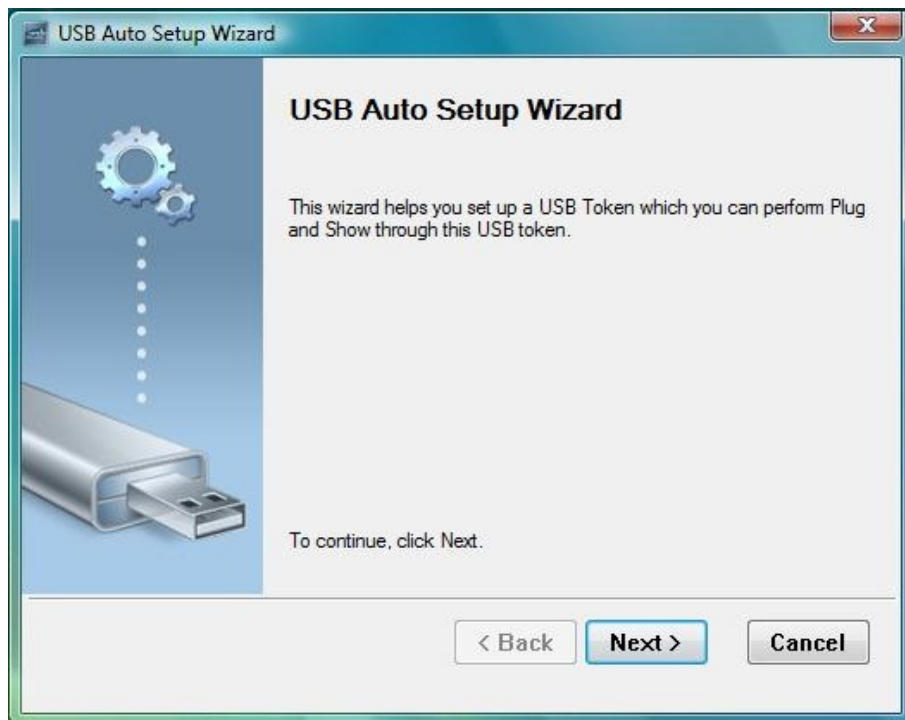 USB Auto Setup Wizard
USB Auto Setup Wizard
This wizard helps you set up a USB Token which you can perform Plug
and Show through this USB token.
To continue, click Next.
< Back Next > Cancel